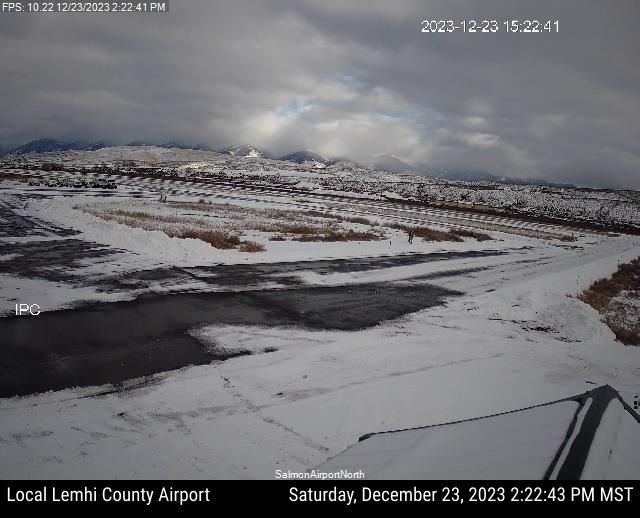 FPS: 10.22 12/23/2023 2:22:41 PM
2023-12-23 15:22:41
IPC
SalmonAirportNorth
Local Lemhi County Airport Saturday, December 23, 2023 2:22:43 PM MST